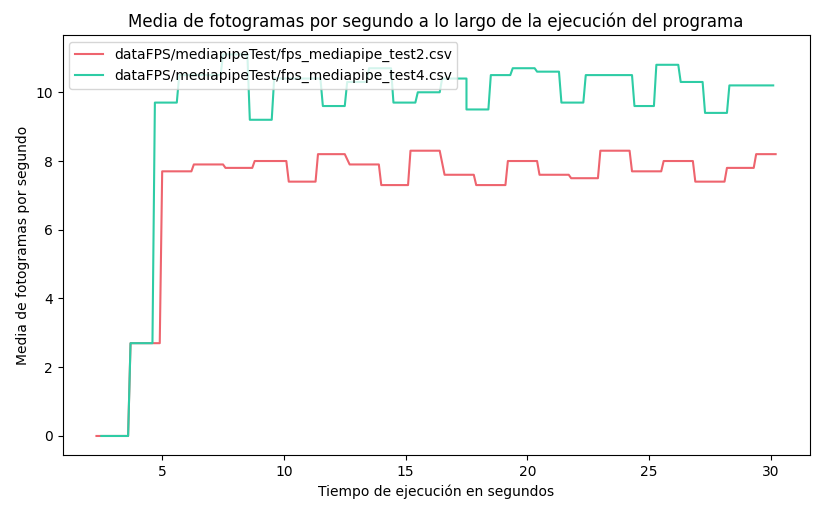 Media de fotogramas por segundo a lo largo de la ejecución del programa
dataFPS/mediapipeTest/fps_mediapipe_test2.csv
dataFPS/mediapipeTest/fps_mediapipe_test4.csv
Media de fotogramas por segundo
10
8
6
4
2
0
5 10 15 20 25 30
Tiempo de ejecución en segundos